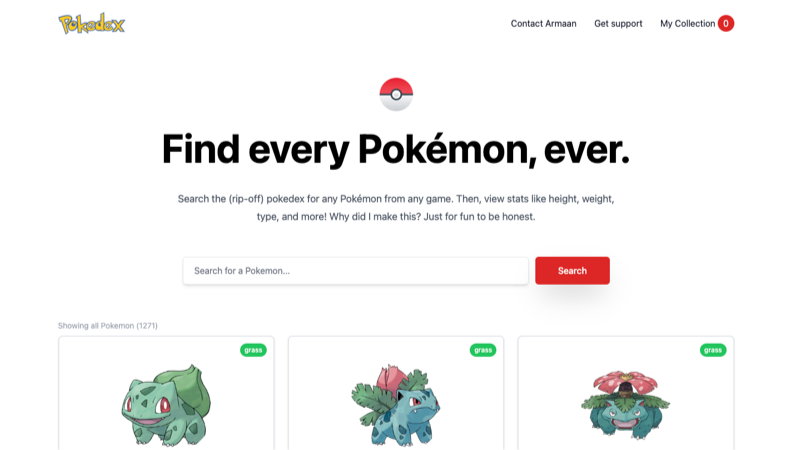 Pokedex
Contact Armaan
Get support
My Collection 0
Find every Pokémon, ever.
Search the (rip-off) pokedex for any Pokémon from any game. Then, view stats like height, weight,
type, and more! Why did I make this? Just for fun to be honest.
Search for a Pokemon...
Search
Showing all Pokemon (1271)
grass
grass
grass